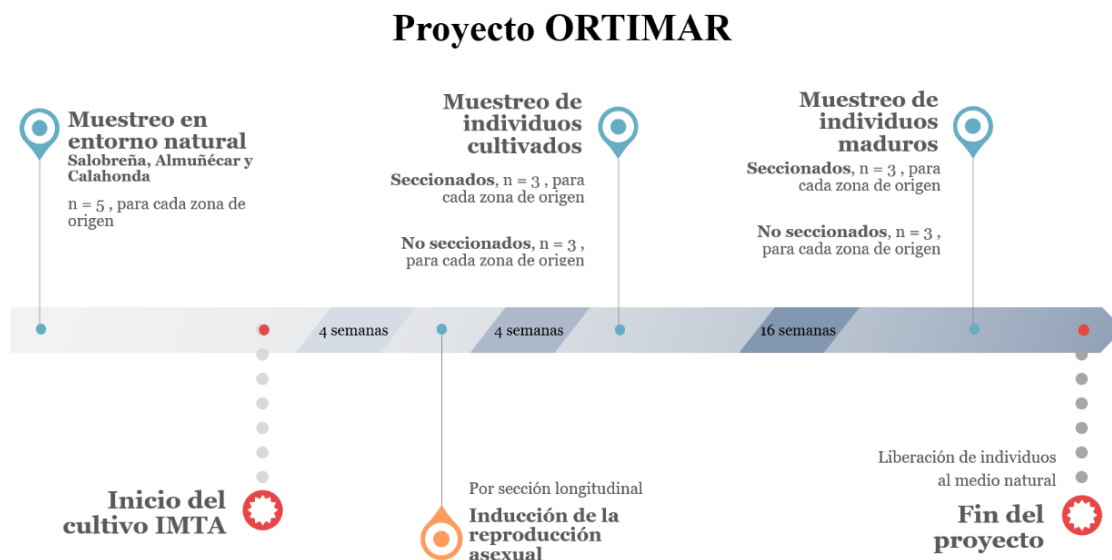 Proyecto ORTIMAR
Muestreo en
entorno natural
Salobreña, Almuñécar y
Calahonda
n = 5 , para cada zona de
origen
Muestreo de
individuos
cultivados
Seccionados, n = 3 , para
cada zona de origen
No seccionados, n = 3 ,
para cada zona de origen
Muestreo de
individuos
maduros
Seccionados, n = 3 , para
cada zona de origen
No seccionados, n = 3 ,
para cada zona de origen
4 semanas
4 semanas
16 semanas
Inicio del
cultivo IMTA
Por sección longitudinal
Inducción de la
reproducción
asexual
Liberación de individuos
al medio natural
Fin del
proyecto